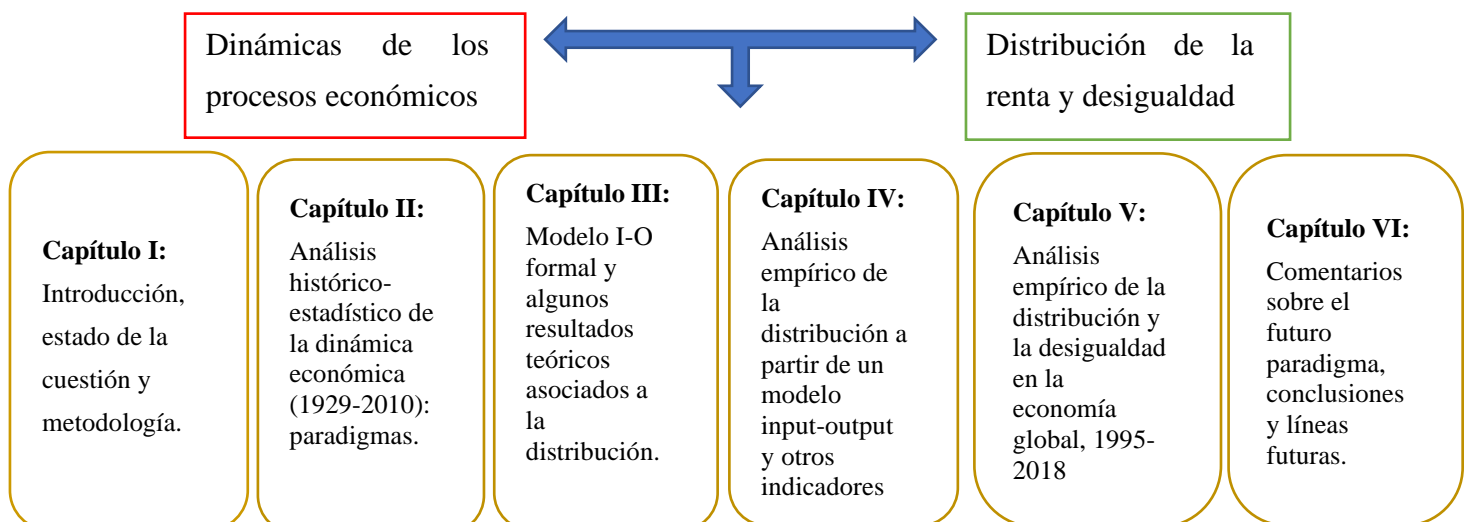 Dinámicas de los
procesos económicos
Distribución de la
renta y desigualdad
Capítulo I:
Introducción,
estado de la
cuestión y
metodología.
Capítulo II:
Análisis
histórico-
estadístico de
la dinámica
económica
(1929-2010):
paradigmas.
Capítulo III:
Modelo I-O
formal y
algunos
resultados
teóricos
asociados a
la
distribución.
Capítulo IV:
Análisis
empírico de
la
distribución a
partir de un
modelo
input-output
y otros
indicadores
Capítulo V:
Análisis
empírico de la
distribución y
la desigualdad
en la
economía
global, 1995-
2018
Capítulo VI:
Comentarios
sobre el
futuro
paradigma,
conclusiones
y líneas
futuras.